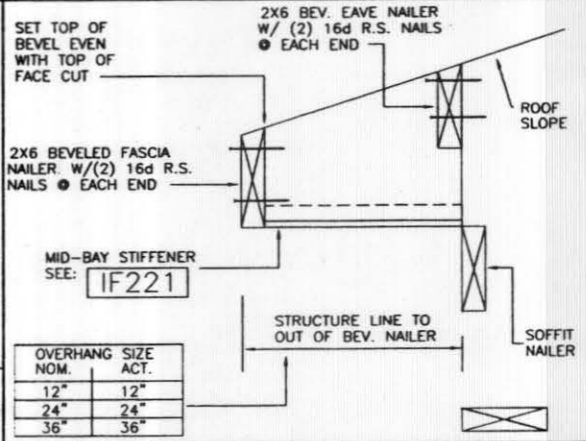 SET TOP OF
BEVEL EVEN
WITH TOP OF
FACE CUT
2X6 BEV. EAVE NAILER
W/ (2) 16d R.S. NAILS
@ EACH END
ROOF
SLOPE
2X6 BEVELED FASCIA
NAILER. W/(2) 16d R.S.
NAILS @ EACH END
MID-BAY STIFFENER
SEE: IF221
STRUCTURE LINE TO
OUT OF BEV. NAILER
SOFFIT
NAILER
OVERHANG SIZE
NOM. ACT.
12" 12"
24" 24"
36" 36"